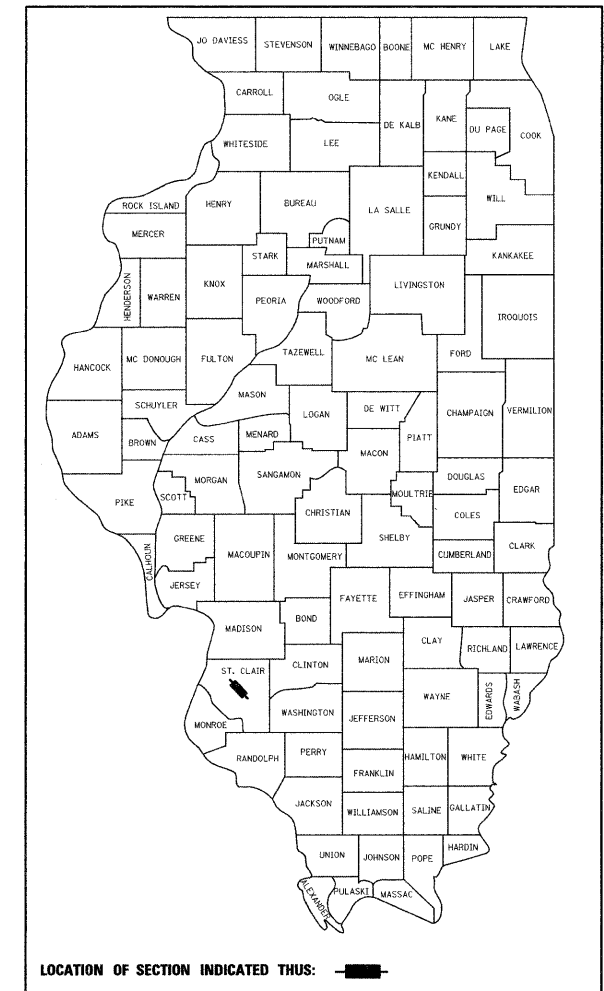 JO DAVIESS
STEVENSON
WINNEBAGO
BOONE
MC HENRY
LAKE
CARROLL
OGLE
DE KALB
KANE
DU PAGE
COOK
WHITESIDE
LEE
KENDALL
WILL
ROCK ISLAND
HENRY
BUREAU
LA SALLE
GRUNDY
MERCER
PUTNAM
STARK
MARSHALL
KANKAKEE
HENDERSON
WARREN
KNOX
PEORIA
WOODFORD
LIVINGSTON
IROQUOIS
HANCOCK
MC DONOUGH
FULTON
TAZEWELL
MC LEAN
FORD
SCHUYLER
MASON
LOGAN
DE WITT
CHAMPAIGN
VERMILION
ADAMS
BROWN
CASS
MENARD
MACON
PIATT
PIKE
SCOTT
MORGAN
SANGAMON
CHRISTIAN
MOULTRIE
DOUGLAS
EDGAR
COLES
CALHOUN
GREENE
MACOUPIN
MONTGOMERY
SHELBY
CUMBERLAND
CLARK
JERSEY
FAYETTE
EFFINGHAM
JASPER
CRAWFORD
MADISON
BOND
CLAY
RICHLAND
LAWRENCE
ST. CLAIR
CLINTON
MARION
WAYNE
EDWARDS
WABASH
MONROE
WASHINGTON
JEFFERSON
RANDOLPH
PERRY
HAMILTON
WHITE
FRANKLIN
JACKSON
WILLIAMSON
SALINE
GALLATIN
UNION
JOHNSON
POPE
HARDIN
ALEXANDER
PULASKI
MASSAC
LOCATION OF SECTION INDICATED THUS: